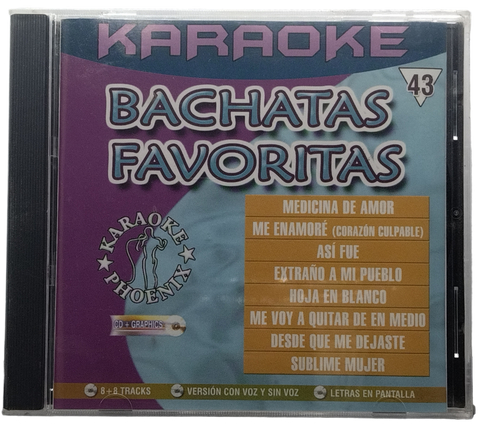 KARAOKE
43
BACHATAS
FAVORITAS
MEDICINA DE AMOR
ME ENAMORÉ (CORAZÓN CULPABLE)
ASÍ FUE
EXTRAÑO A MI PUEBLO
HOJA EN BLANCO
ME VOY A QUITAR DE EN MEDIO
DESDE QUE ME DEJASTE
SUBLIME MUJER
KARAOKE
PHOENIX
CD + GRAPHICS
8 + 8 TRACKS
VERSIÓN CON VOZ Y SIN VOZ
LETRAS EN PANTALLA